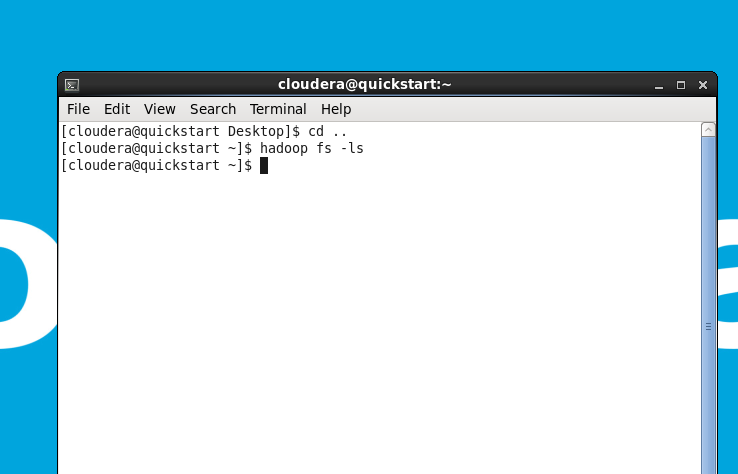 cloudera@quickstart:~
File Edit View Search Terminal Help
[cloudera@quickstart Desktop]$ cd ..
[cloudera@quickstart ~]$ hadoop fs -ls
[cloudera@quickstart ~]$